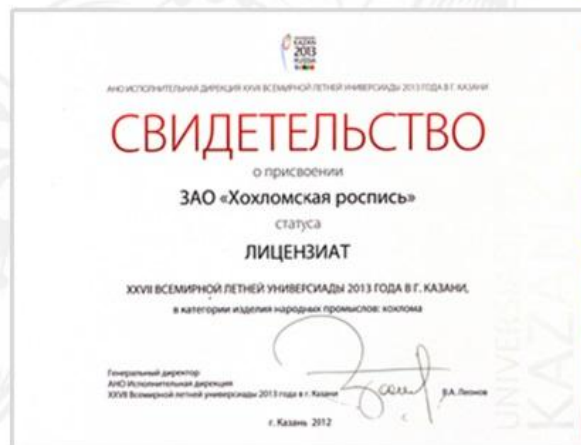 KAZAN
2013
RUSSIA
АНО ИСПОЛНИТЕЛЬНАЯ ДИРЕКЦИЯ XXVII ВСЕМИРНОЙ ЛЕТНЕЙ УНИВЕРСИАДЫ 2013 ГОДА В Г. КАЗАНИ
СВИДЕТЕЛЬСТВО
о присвоении
ЗАО «Хохломская роспись»
статуса
ЛИЦЕНЗИАТ
XXVII ВСЕМИРНОЙ ЛЕТНЕЙ УНИВЕРСИАДЫ 2013 ГОДА В Г. КАЗАНИ,
в категории изделия народных промыслов: хохлома
Генеральный директор
АНО Исполнительная дирекция
XXVII Всемирной летней универсиады 2013 года в г. Казани
В.А. Леонов
г. Казань 2012
KAZAN